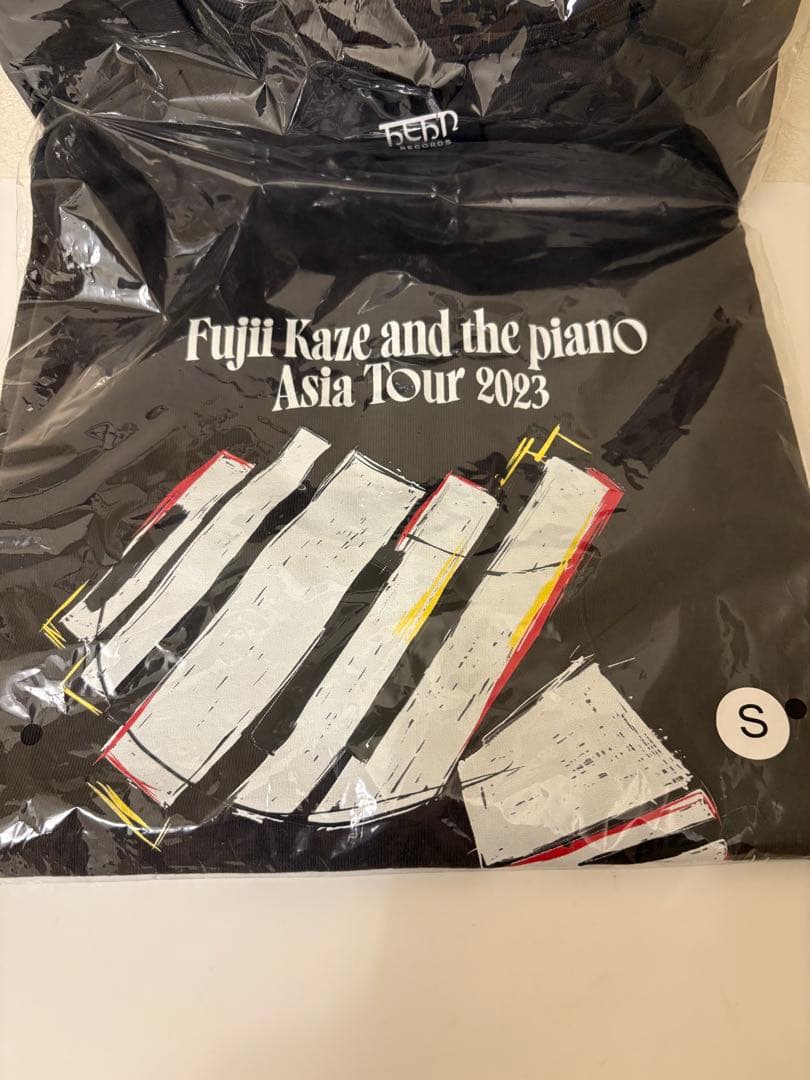 HEHN
RECORDS
Fujii Kaze and the piano
Asia Tour 2023
S